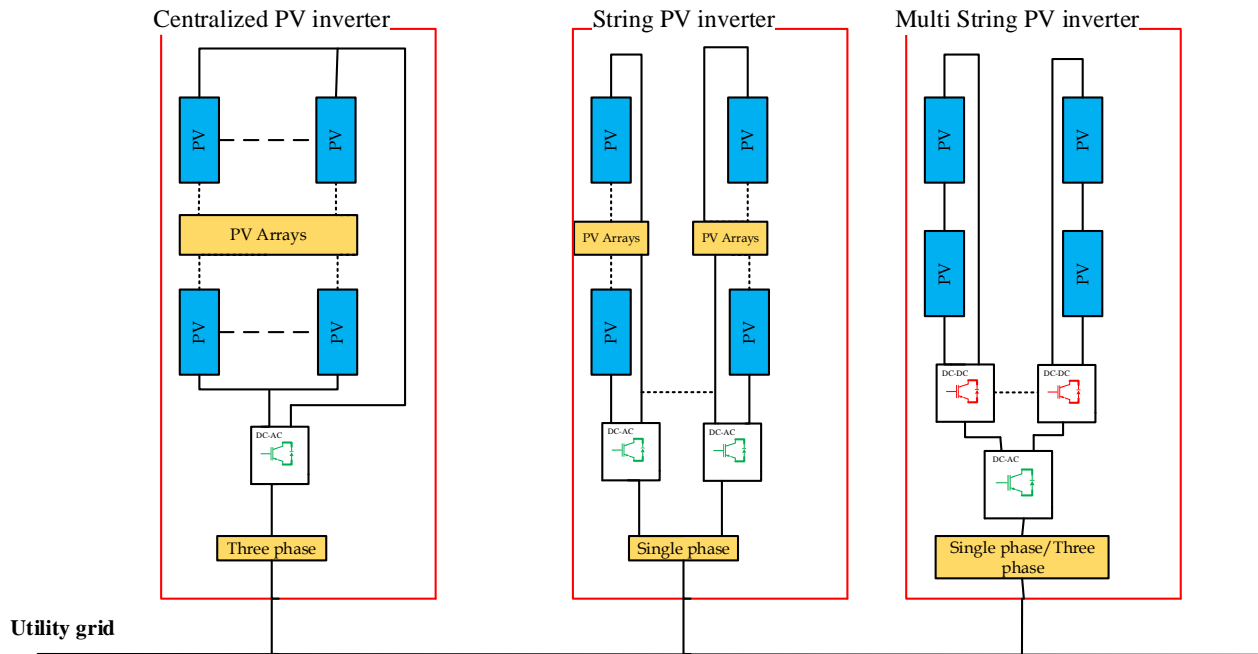 Centralized PV inverter
String PV inverter
Multi String PV inverter
PV
PV
PV
PV
PV
PV
PV Arrays
PV Arrays
PV Arrays
PV
PV
PV
PV
PV
PV
DC-DC
DC-DC
DC-AC
DC-AC
DC-AC
DC-AC
Three phase
Single phase
Single phase/Three
phase
Utility grid